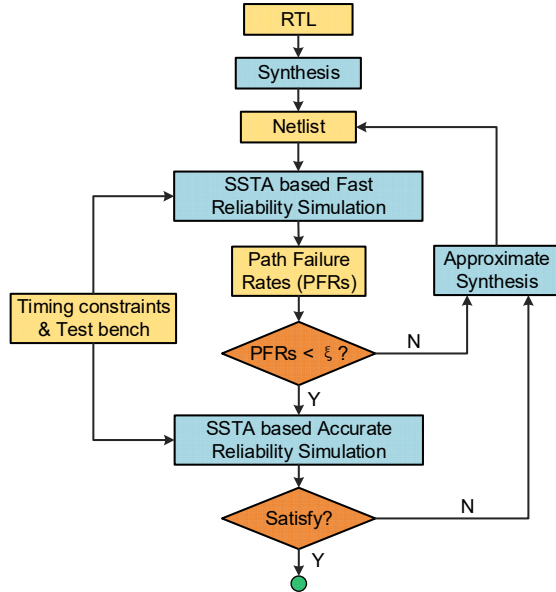 RTL
Synthesis
Netlist
SSTA based Fast
Reliability Simulation
Path Failure
Rates (PFRs)
Approximate
Synthesis
Timing constraints
& Test bench
PFRs < ξ ?
N
Y
SSTA based Accurate
Reliability Simulation
Satisfy?
N
Y